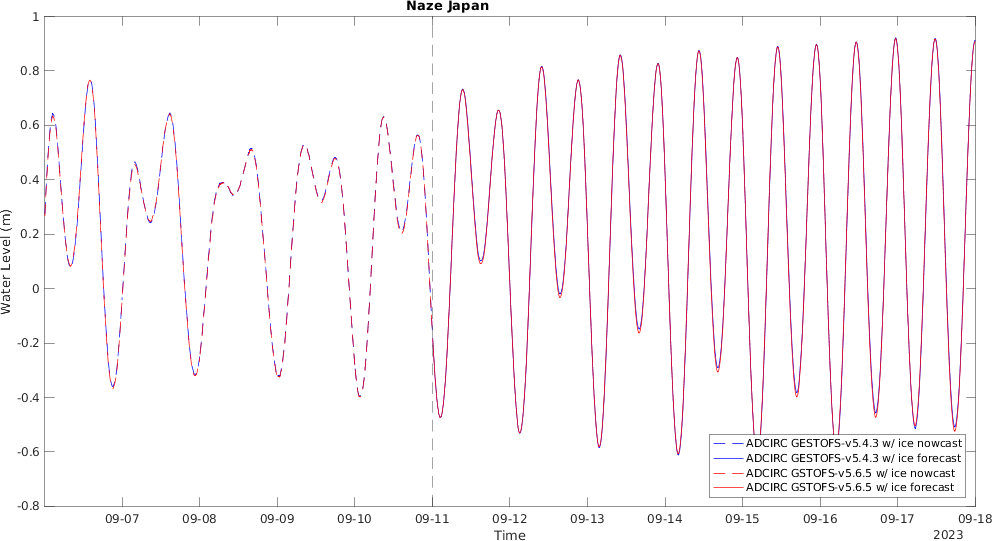 Naze Japan
Water Level (m)
1
0.8
0.6
0.4
0.2
0
-0.2
-0.4
-0.6
-0.8
ADCIRC GESTOFS-v5.4.3 w/ ice nowcast
ADCIRC GESTOFS-v5.4.3 w/ ice forecast
ADCIRC GSTOFS-v5.6.5 w/ ice nowcast
ADCIRC GSTOFS-v5.6.5 w/ ice forecast
09-07 09-08 09-09 09-10 09-11 09-12 09-13 09-14 09-15 09-16 09-17 09-18
Time
2023